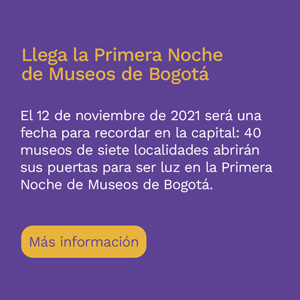 Llega la Primera Noche
de Museos de Bogotá
El 12 de noviembre de 2021 será una
fecha para recordar en la capital: 40
museos de siete localidades abrirán
sus puertas para ser luz en la Primera
Noche de Museos de Bogotá.
Más información